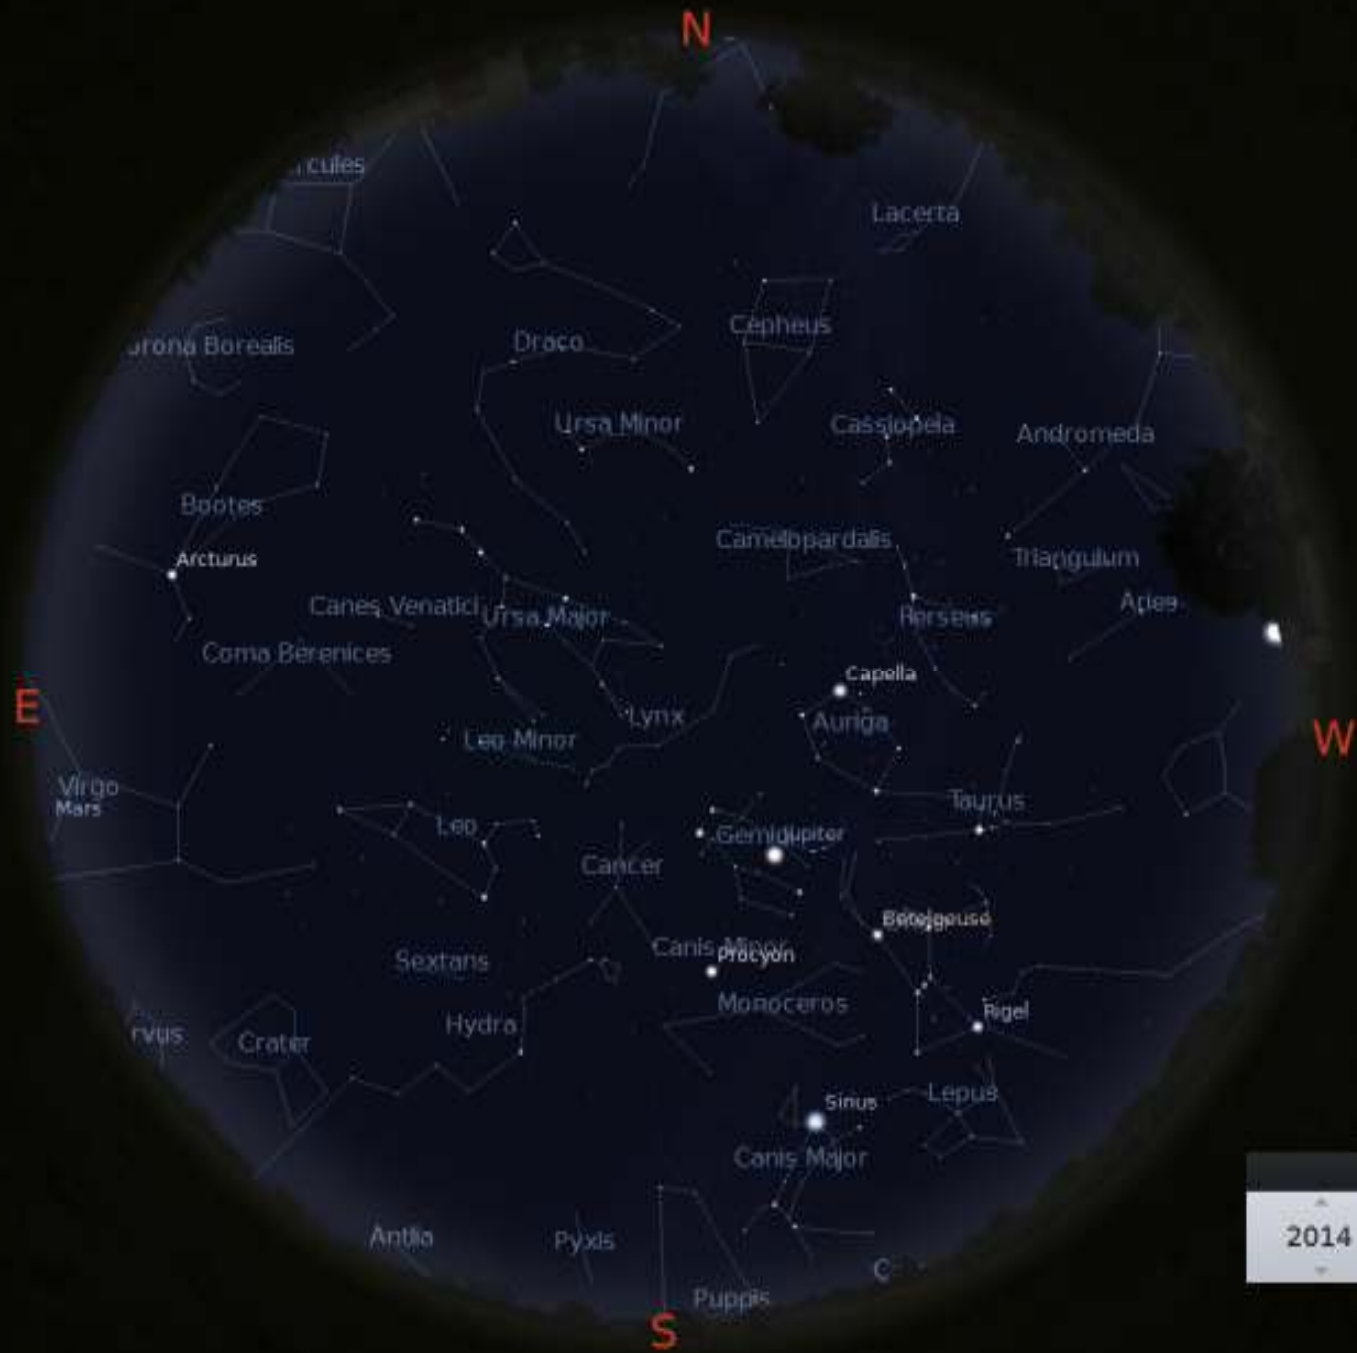 N
rcules
Lacerta
Cepheus
Draco
orona Borealis
Ursa Minor
Cassiopeia
Andromeda
Bootes
Camelopardalis
Triangulum
Arcturus
Canes Venatici
Ursa Major
Perseus
Aries
Coma Berenices
Capella
E
Lynx
Auriga
W
Leo Minor
Virgo
Mars
Taurus
Leo
Gemi
Jupiter
Cancer
Betelgeuse
Canis Minor
Procyon
Sextans
Monoceros
Rigel
Hydra
rvus
Crater
Lepus
Sirius
Canis Major
Antlia
Pyxis
2014
C
Puppis
S